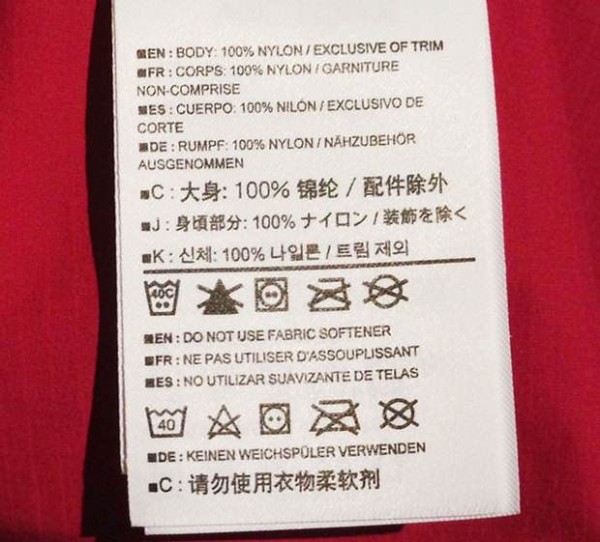 EN : BODY: 100% NYLON / EXCLUSIVE OF TRIM
FR : CORPS: 100% NYLON / GARNITURE
NON-COMPRISE
ES : CUERPO: 100% NILÓN / EXCLUSIVO DE
CORTE
DE : RUMPF: 100% NYLON / NÄHZUBEHÖR
AUSGENOMMEN
C : 大身: 100% 锦纶 / 配件除外
J : 身頃部分: 100% ナイロン / 装飾を除く
K : 신체: 100% 나일론 / 트림 제외
40C
EN : DO NOT USE FABRIC SOFTENER
FR : NE PAS UTILISER D'ASSOUPLISSANT
ES : NO UTILIZAR SUAVIZANTE DE TELAS
40
DE : KEINEN WEICHSPÜLER VERWENDEN
C : 请勿使用衣物柔软剂